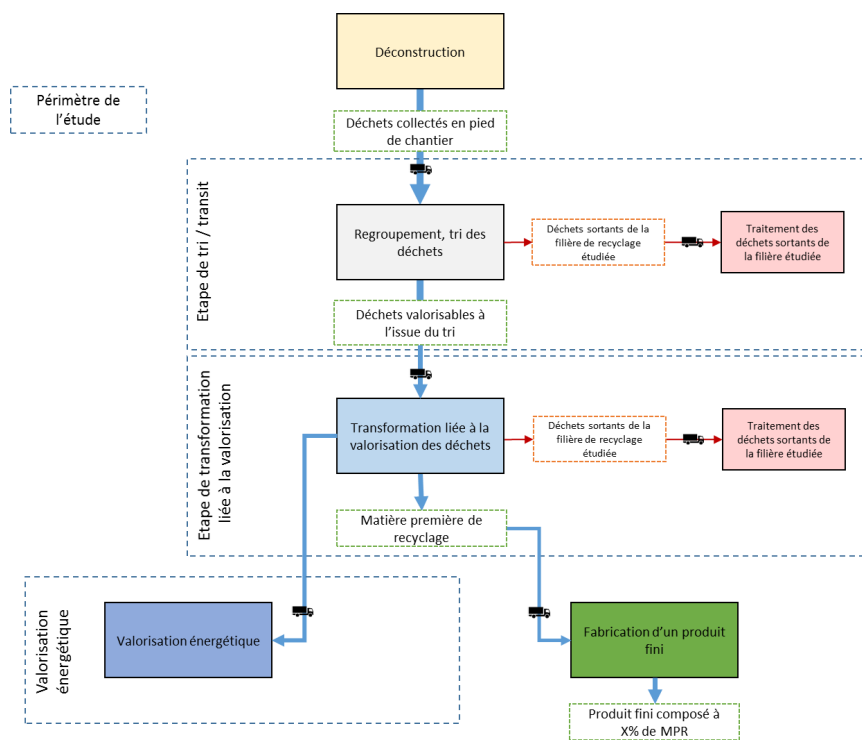 Déconstruction
Périmètre de
l'étude
Déchets collectés en pied
de chantier
Etape de tri / transit
Regroupement, tri des
déchets
Déchets sortants de la
filière de recyclage
étudiée
Traitement des
déchets sortants de
la filière étudiée
Déchets valorisables à
l'issue du tri
Etape de transformation
liée à la valorisation
Transformation liée à la
valorisation des déchets
Déchets sortants de la
filière de recyclage
étudiée
Traitement des
déchets sortants de
la filière étudiée
Matière première de
recyclage
Valorisation
énergétique
Valorisation énergétique
Fabrication d'un produit
fini
Produit fini composé à
X% de MPR